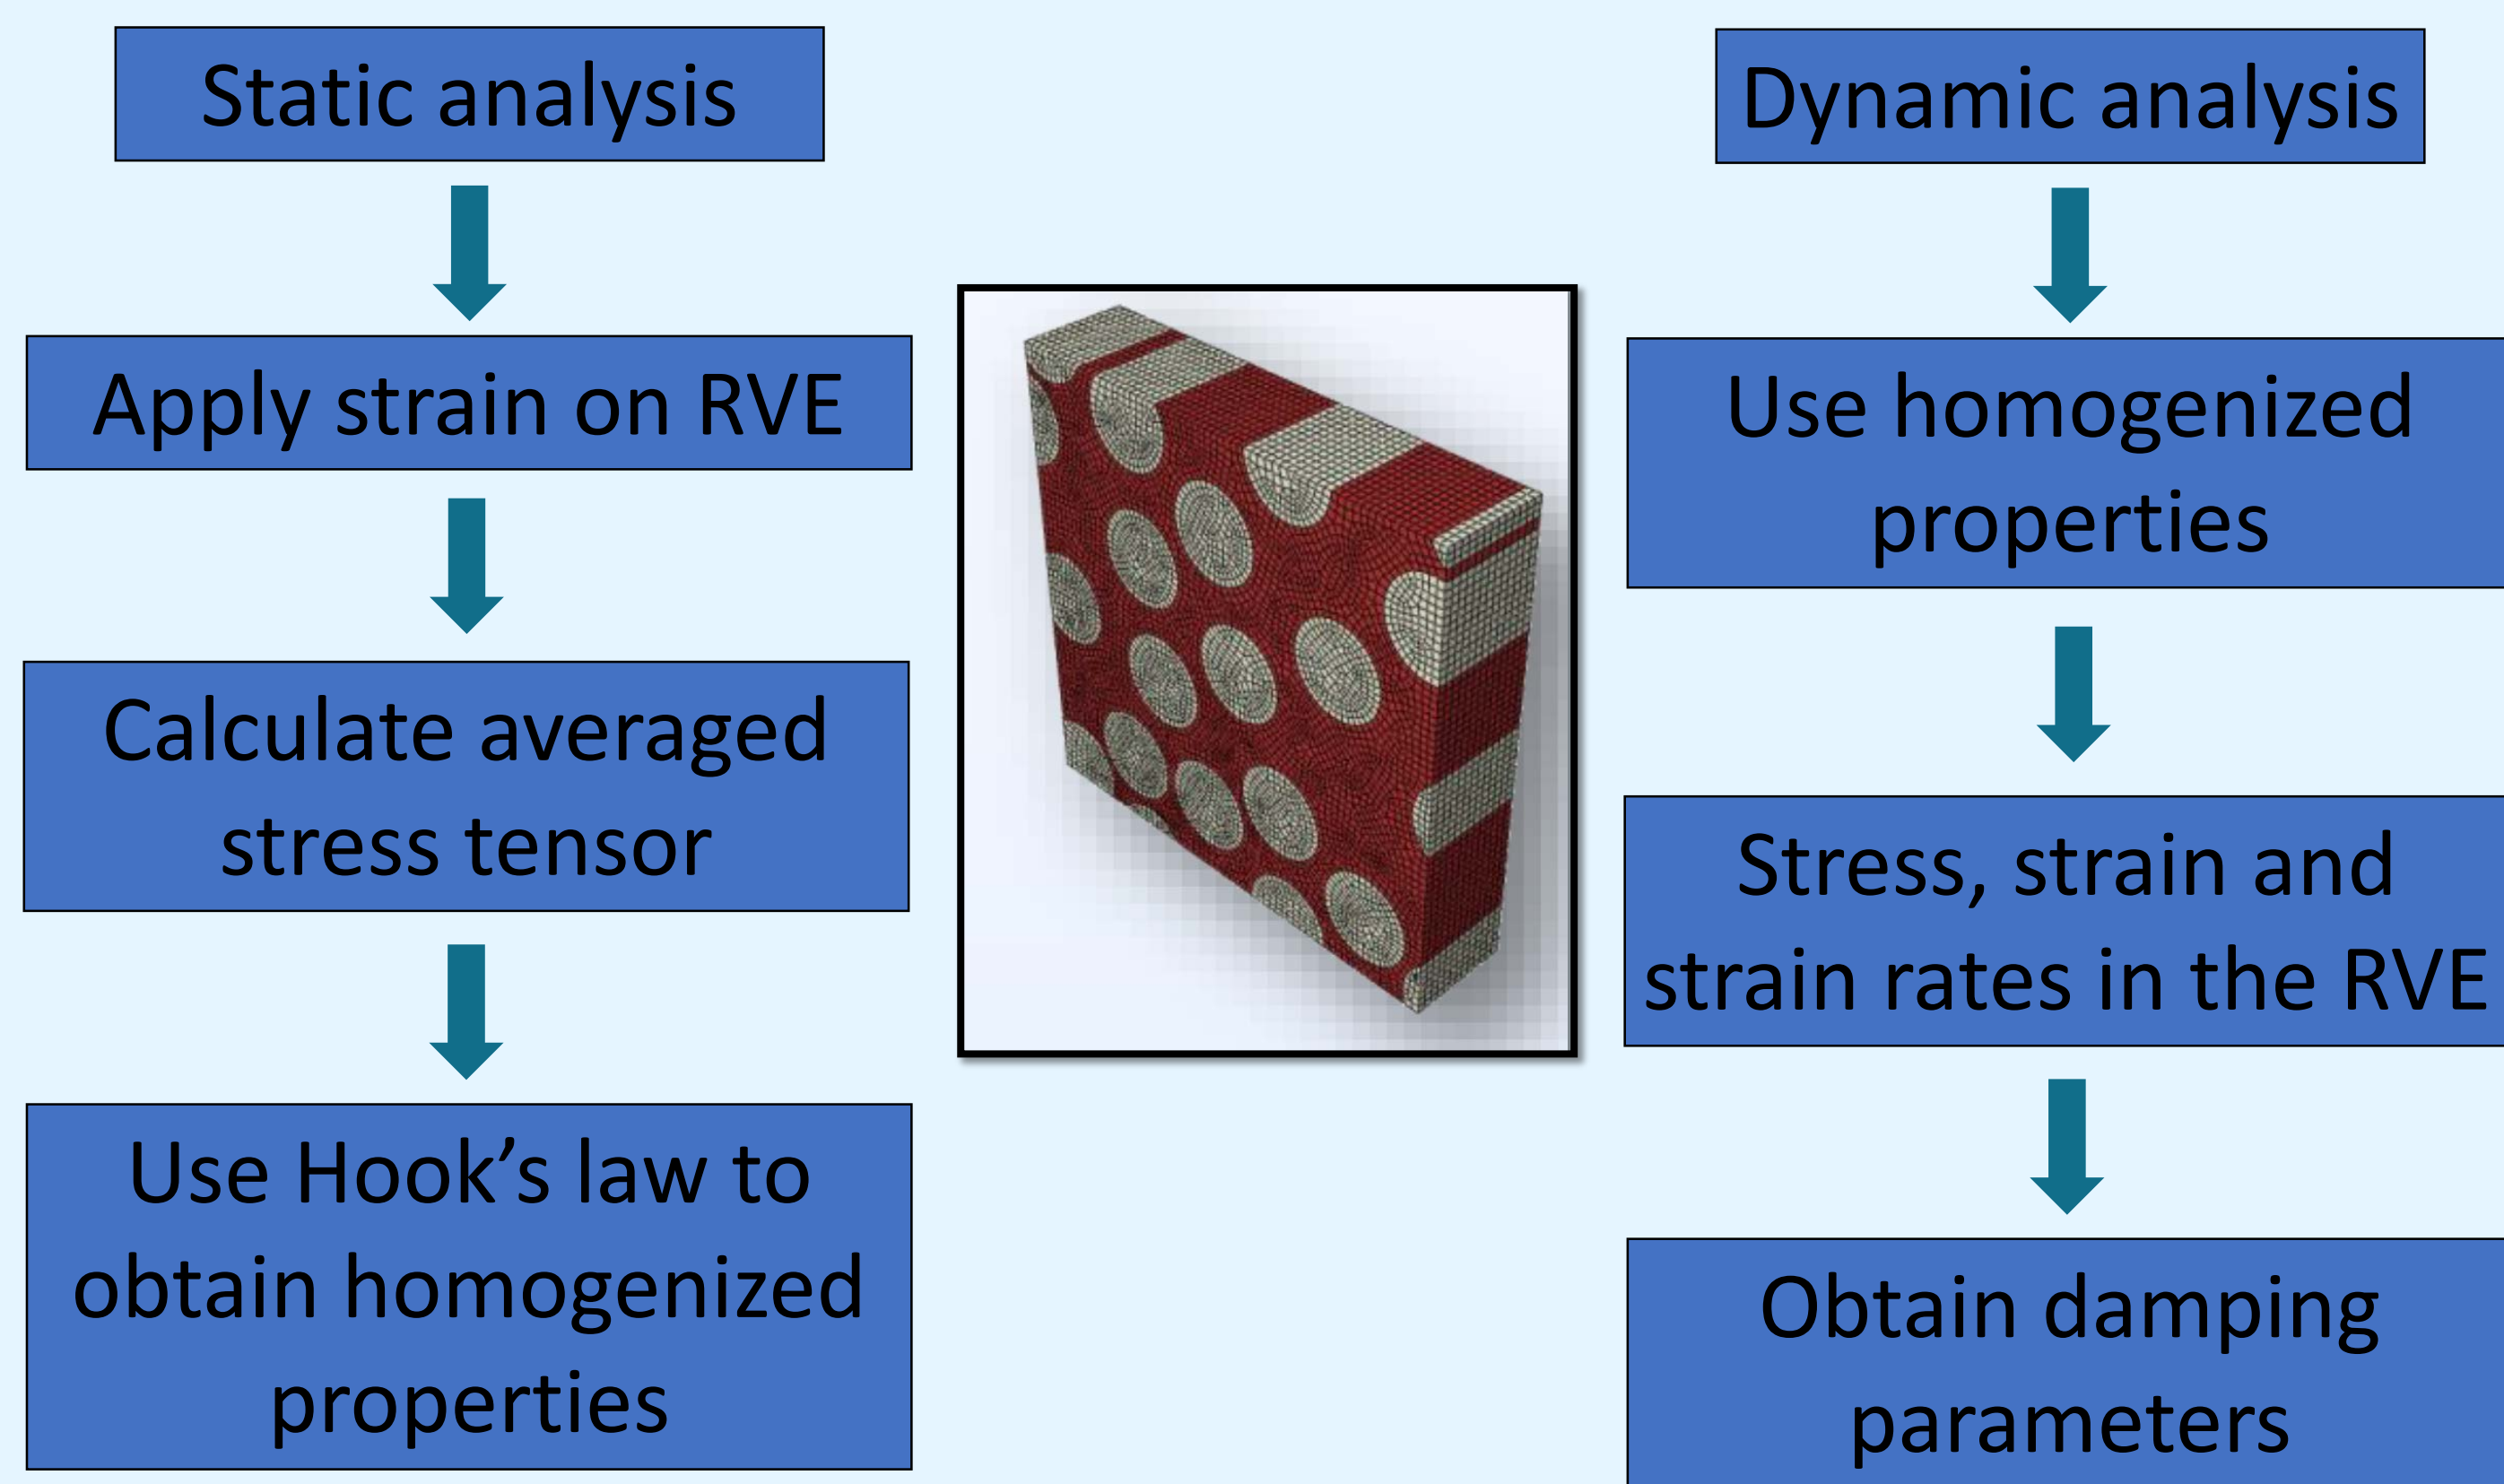 Static analysis
Apply strain on RVE
Calculate averaged
stress tensor
Use Hook’s law to
obtain homogenized
properties
Dynamic analysis
Use homogenized
properties
Stress, strain and
strain rates in the RVE
Obtain damping
parameters